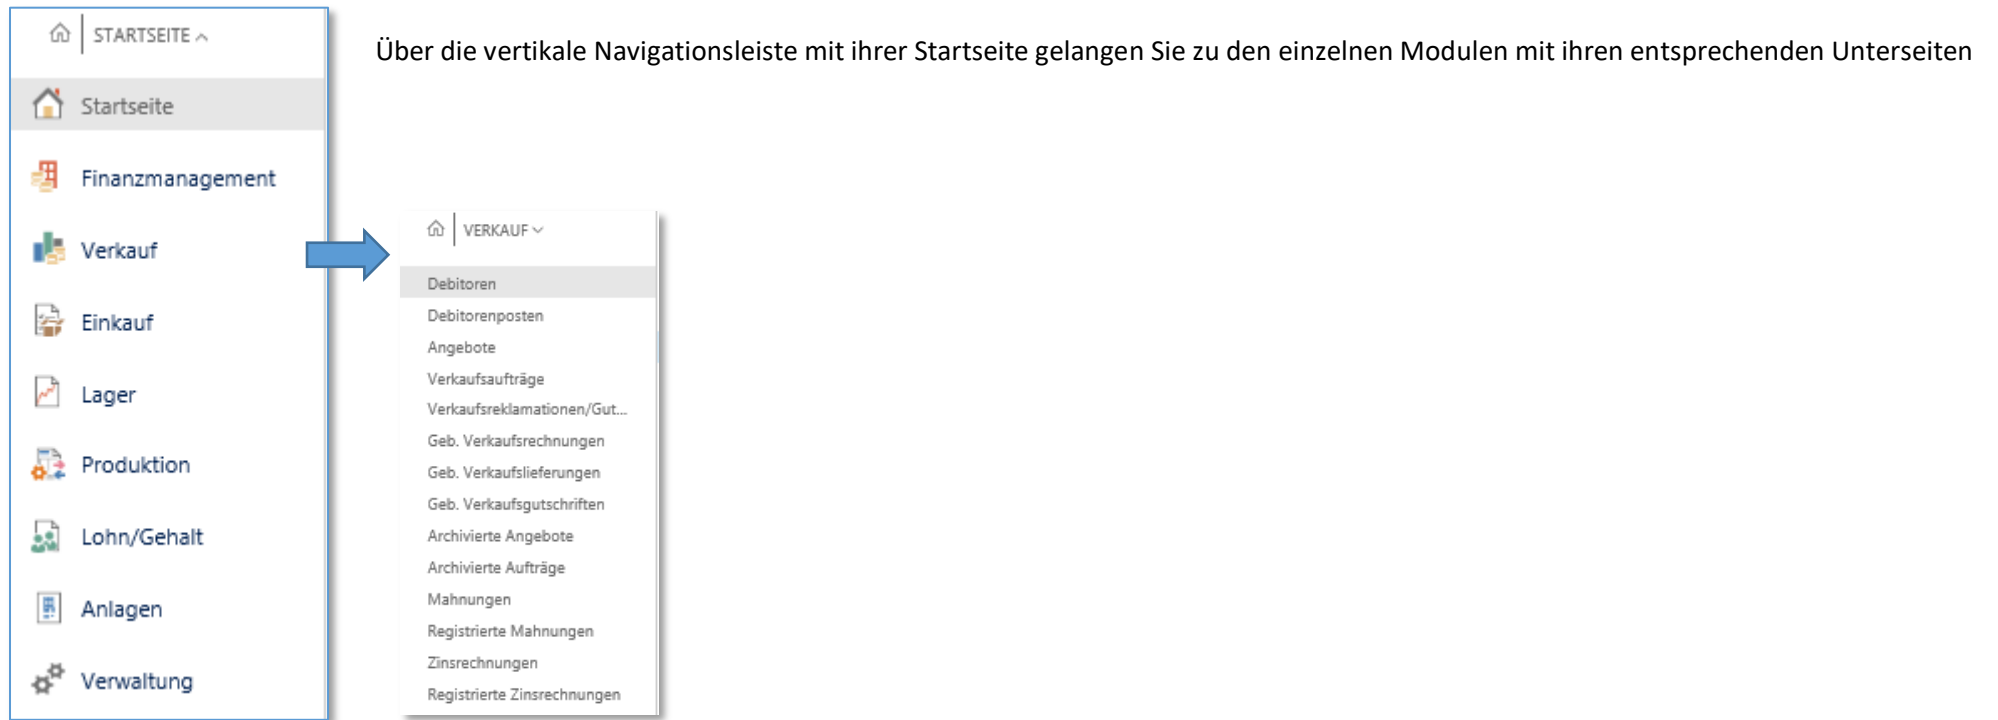 STARTSEITE
Über die vertikale Navigationsleiste mit ihrer Startseite gelangen Sie zu den einzelnen Modulen mit ihren entsprechenden Unterseiten
Startseite
Finanzmanagement
Verkauf
Einkauf
Lager
Produktion
Lohn/Gehalt
Anlagen
Verwaltung
VERKAUF
Debitoren
Debitorenposten
Angebote
Verkaufsaufträge
Verkaufsreklamationen/Gut...
Geb. Verkaufsrechnungen
Geb. Verkaufslieferungen
Geb. Verkaufsgutschriften
Archivierte Angebote
Archivierte Aufträge
Mahnungen
Registrierte Mahnungen
Zinsrechnungen
Registrierte Zinsrechnungen